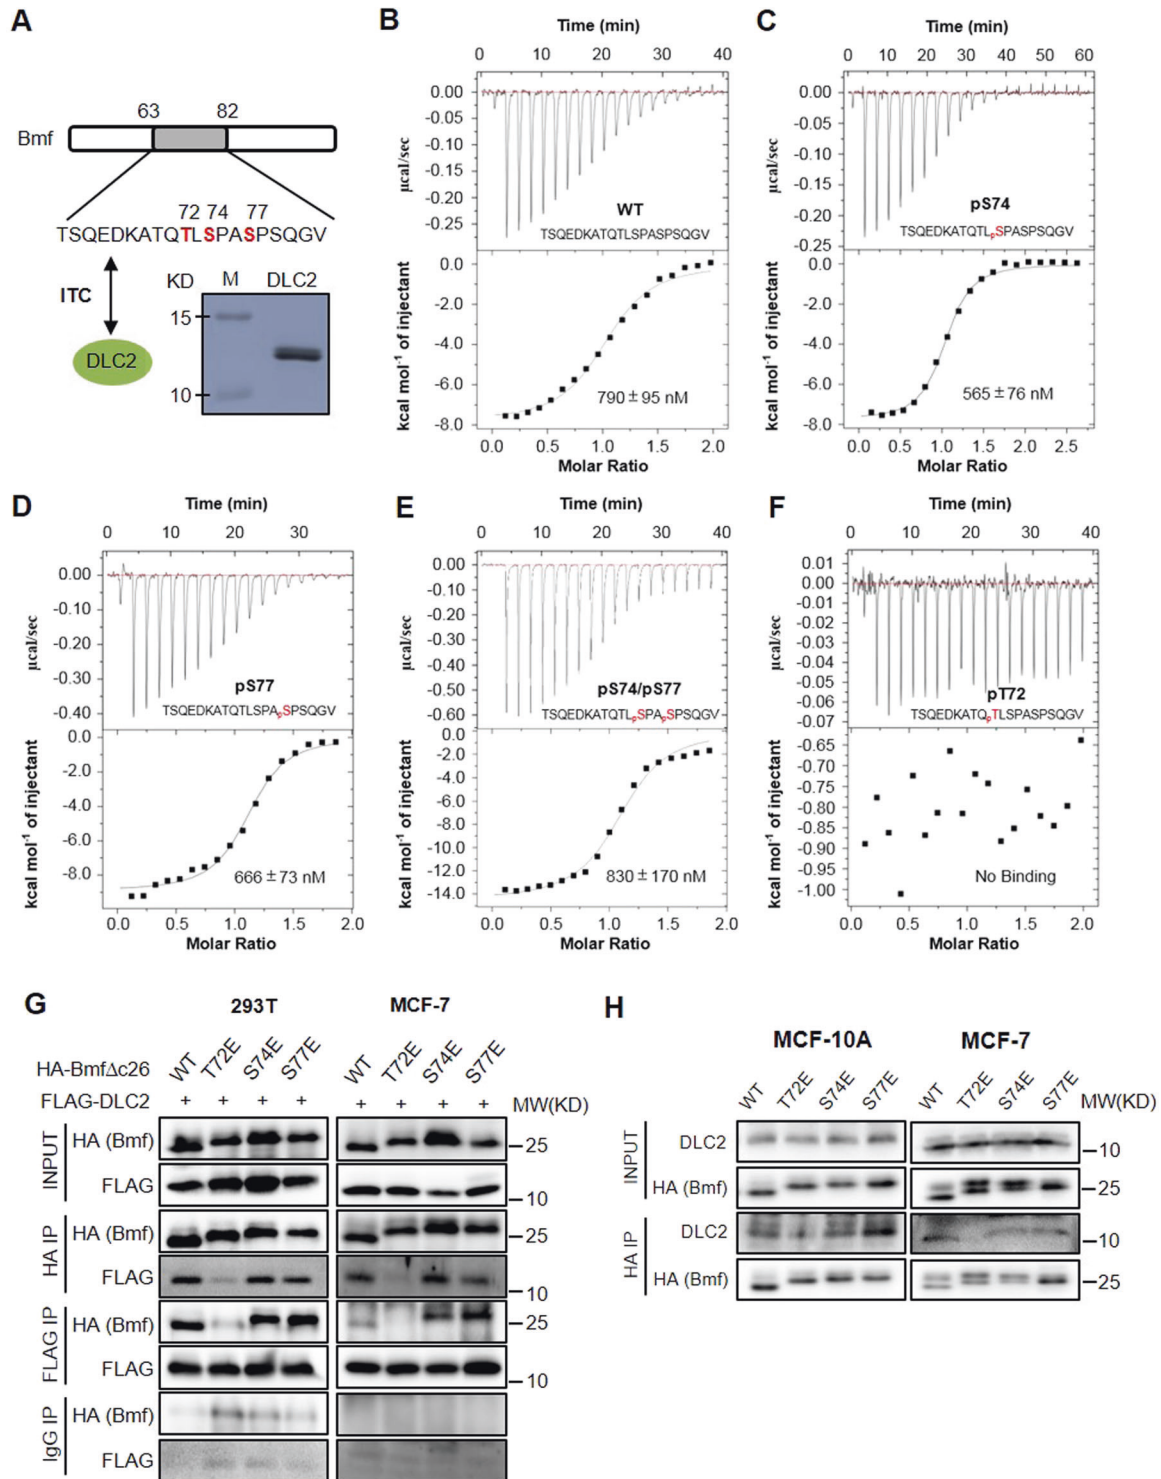 A
63 82
Bmf
72 74 77
TSQEDKATQTLSPASPSQGV
ITC
KD M DLC2
15
10
DLC2
B
Time (min)
0 10 20 30 40
0.00
-0.05
-0.10
-0.15
-0.20
-0.25
µcal/sec
WT
TSQEDKATQTLSPASPSQGV
0.0
-2.0
-4.0
-6.0
-8.0
kcal mol-1 of injectant
790 ± 95 nM
0.0 0.5 1.0 1.5 2.0
Molar Ratio
C
Time (min)
0 10 20 30 40 50 60
0.00
-0.05
-0.10
-0.15
-0.20
-0.25
µcal/sec
pS74
TSQEDKATQTLpSPASPSQGV
0.0
-2.0
-4.0
-6.0
-8.0
kcal mol-1 of injectant
565 ± 76 nM
0.0 0.5 1.0 1.5 2.0 2.5
Molar Ratio
D
Time (min)
0 10 20 30
0.00
-0.10
-0.20
-0.30
-0.40
µcal/sec
pS77
TSQEDKATQTLSPApSPSQGV
0.0
-2.0
-4.0
-6.0
-8.0
kcal mol-1 of injectant
666 ± 73 nM
0.0 0.5 1.0 1.5 2.0
Molar Ratio
E
Time (min)
0 10 20 30 40
0.00
-0.10
-0.20
-0.30
-0.40
-0.50
-0.60
µcal/sec
pS74/pS77
TSQEDKATQTLpSPApSPSQGV
0.0
-2.0
-4.0
-6.0
-8.0
-10.0
-12.0
-14.0
kcal mol-1 of injectant
830 ± 170 nM
0.0 0.5 1.0 1.5 2.0
Molar Ratio
F
Time (min)
0 10 20 30 40
0.01
0.00
-0.01
-0.02
-0.03
-0.04
-0.05
-0.06
-0.07
µcal/sec
pT72
TSQEDKATQpTLSPASPSQGV
-0.65
-0.70
-0.75
-0.80
-0.85
-0.90
-0.95
-1.00
kcal mol-1 of injectant
No Binding
0.0 0.5 1.0 1.5 2.0
Molar Ratio
G
293T MCF-7
HA-BmfΔc26 WT T72E S74E S77E WT T72E S74E S77E
FLAG-DLC2 + + + + + + + + MW(KD)
INPUT
HA (Bmf) 25
FLAG 10
HA IP
HA (Bmf) 25
FLAG 10
FLAG IP
HA (Bmf) 25
FLAG 10
IgG IP
HA (Bmf)
FLAG
H
MCF-10A MCF-7
WT T72E S74E S77E WT T72E S74E S77E MW(KD)
INPUT
DLC2 10
HA (Bmf) 25
HA IP
DLC2 10
HA (Bmf) 25